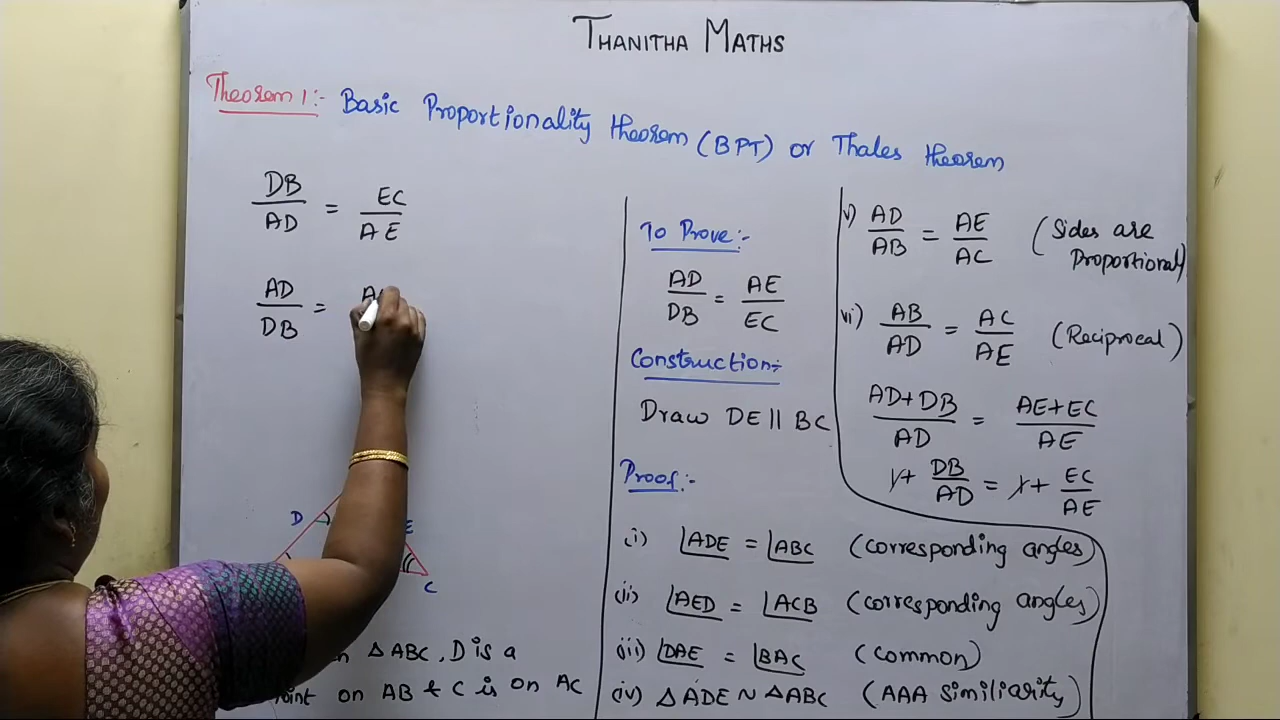 THANITHA MATHS
Theorem 1:- Basic Proportionality theorem (BPT) or Thales theorem
DB/AD = EC/AE
AD/DB =
D
E
C
△ABC, D is a
on AB & C is on AC
To Prove:-
AD/DB = AE/EC
Construction:-
Draw DE || BC
Proof:-
(i) ∠ADE = ∠ABC (corresponding angles)
(ii) ∠AED = ∠ACB (corresponding angles)
(iii) ∠DAE = ∠BAC (common)
(iv) △ADE ~ △ABC (AAA similiarity)
v) AD/AB = AE/AC (Sides are
Proportional)
vi) AB/AD = AC/AE (Reciprocal)
AD+DB/AD = AE+EC/AE
1+ DB/AD = 1+ EC/AE